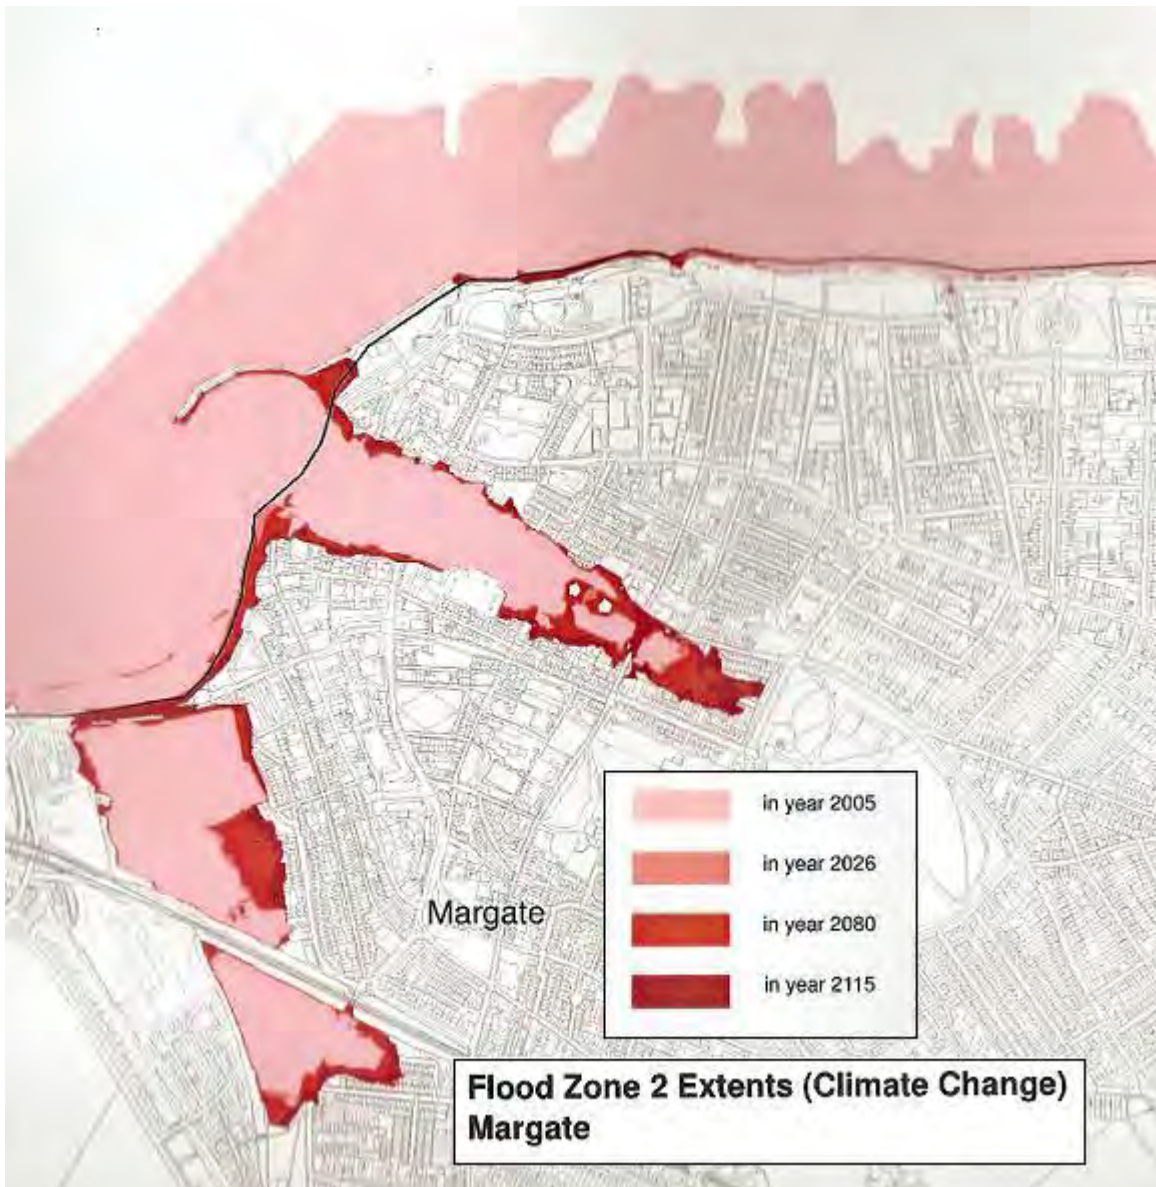 in year 2005
in year 2026
in year 2080
Margate
in year 2115
Flood Zone 2 Extents (Climate Change)
Margate